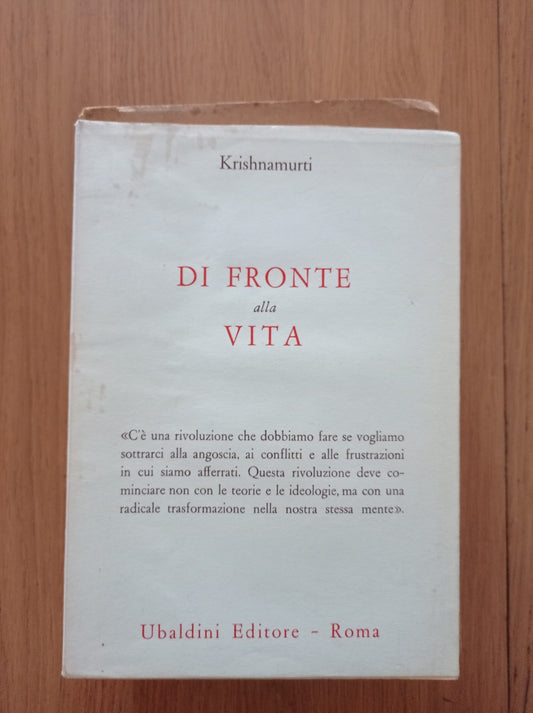 Krishnamurti
DI FRONTE
alla
VITA
«C'è una rivoluzione che dobbiamo fare se vogliamo
sottrarci alla angoscia, ai conflitti e alle frustrazioni
in cui siamo afferrati. Questa rivoluzione deve co-
minciare non con le teorie e le ideologie, ma con una
radicale trasformazione nella nostra stessa mente».
Ubaldini Editore - Roma